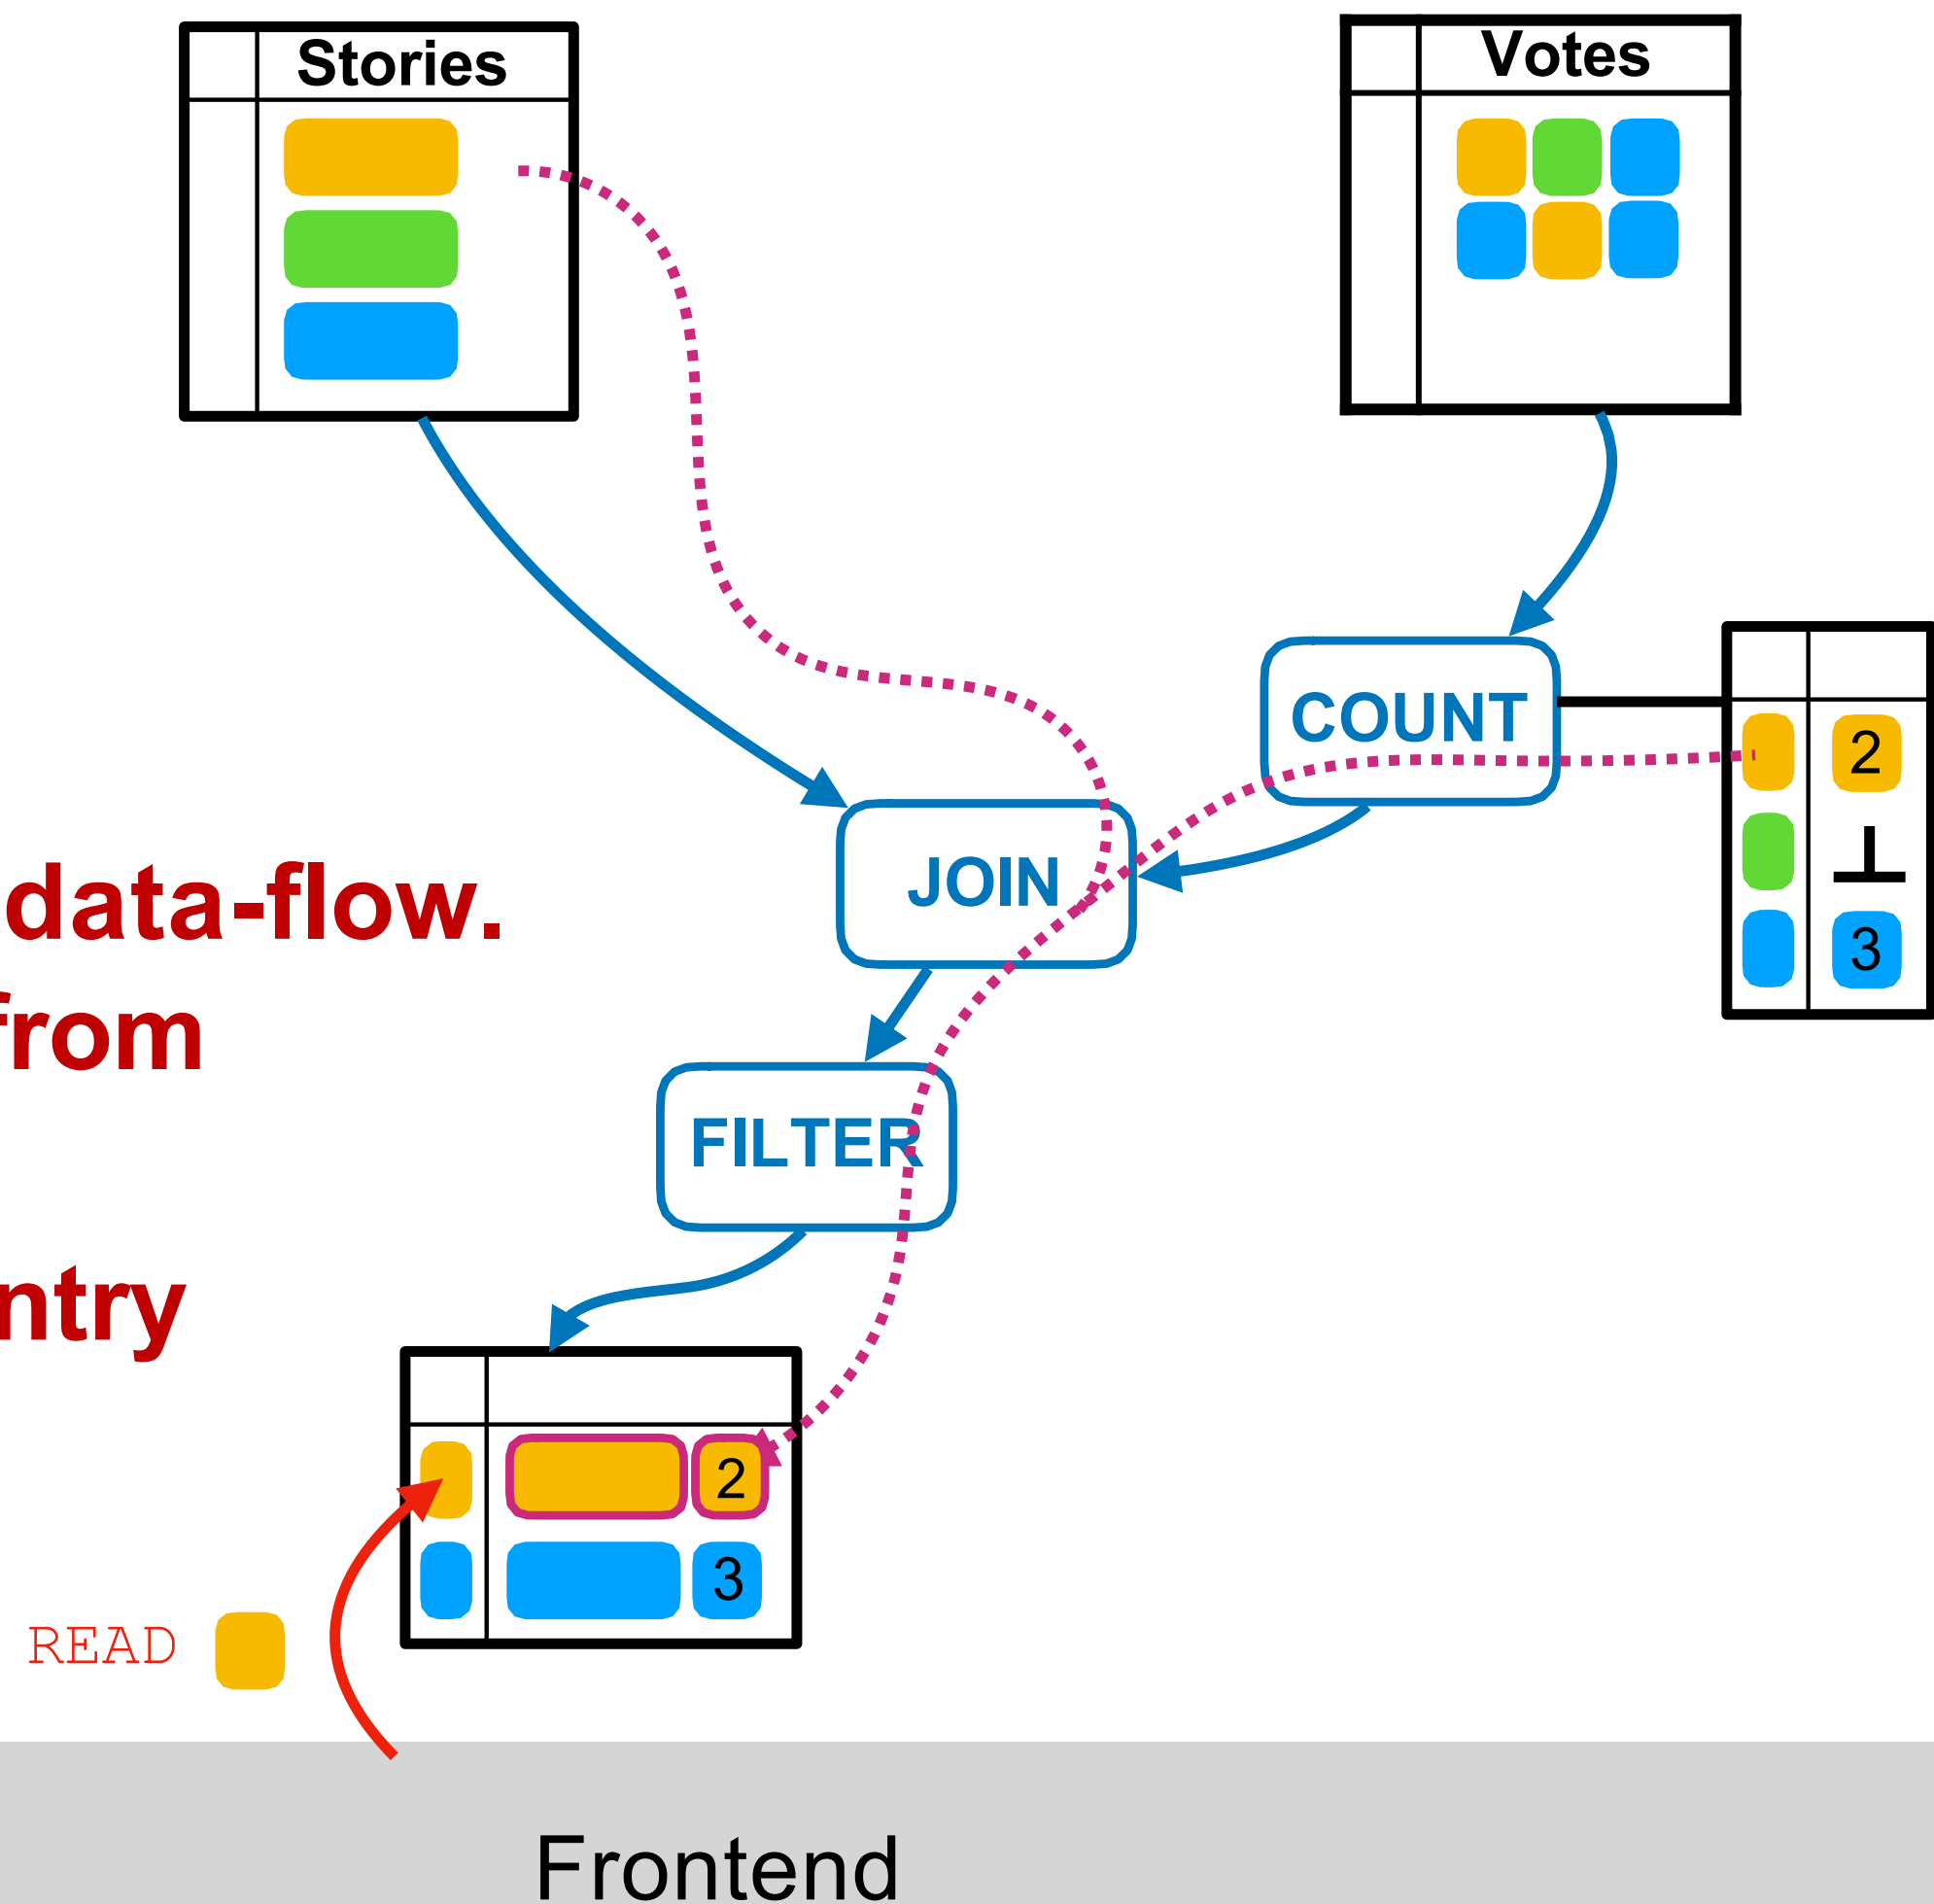 Stories
Votes
COUNT
2
JOIN
⊥
data-flow.
3
from
FILTER
ntry
2
3
READ
Frontend